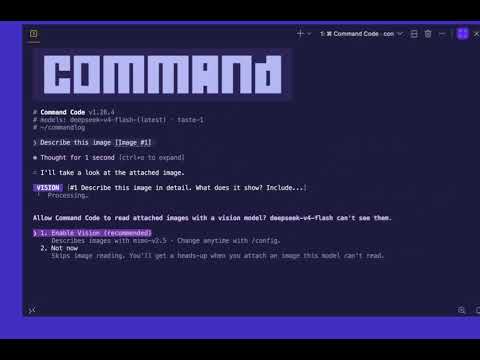 1: ⌘ Command Code · con
COMMANd
# Command Code v1.26.4
# models: deepseek-v4-flash-(latest) · taste-1
# ~/commandlog
❯ Describe this image [Image #1]
Thought for 1 second [ctrl+o to expand]
I'll take a look at the attached image.
VISION [#1 Describe this image in detail. What does it show? Include...]
Processing…
Allow Command Code to read attached images with a vision model? deepseek-v4-flash can't see them.
❯ 1. Enable Vision (recommended)
Describes images with mimo-v2.5 · Change anytime with /config.
2. Not now
Skips image reading. You'll get a heads-up when you attach an image this model can't read.